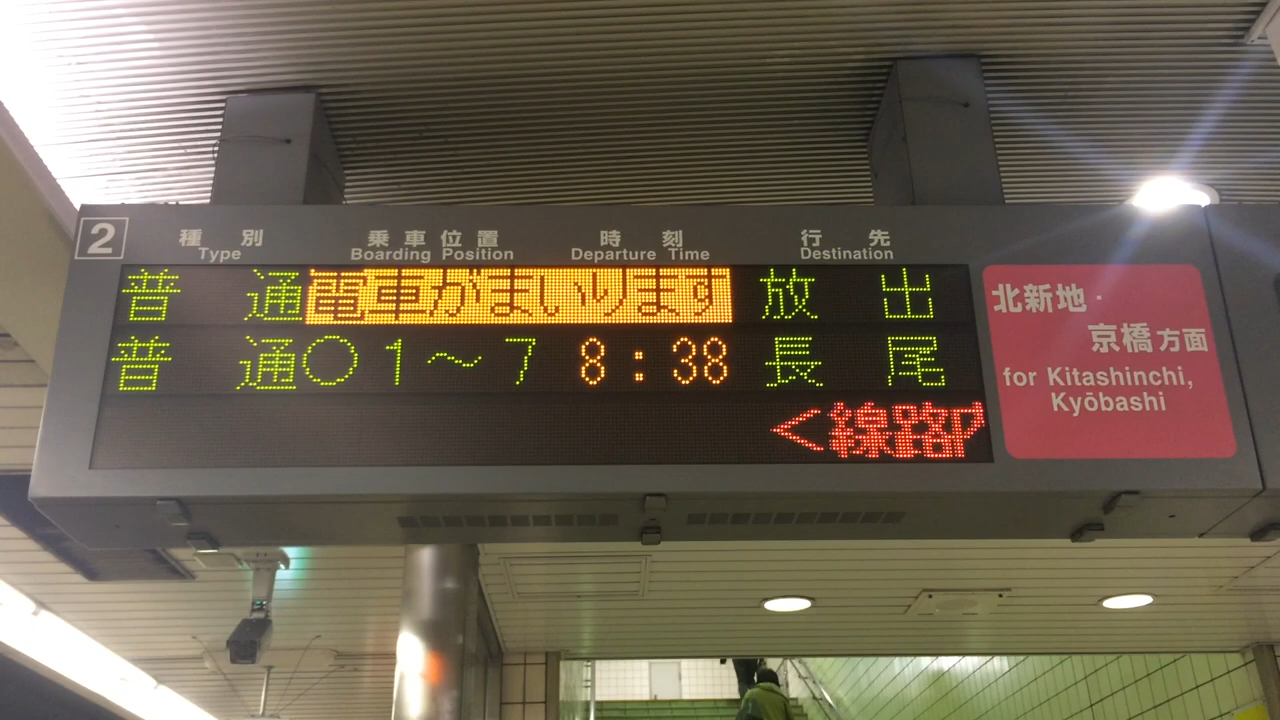 2
種別 乗車位置 時刻 行先
Type Boarding Position Departure Time Destination
普通 電車がまいります 放出
普通 ○1～7 8:38 長尾
<線路
北新地・
京橋方面
for Kitashinchi,
Kyōbashi